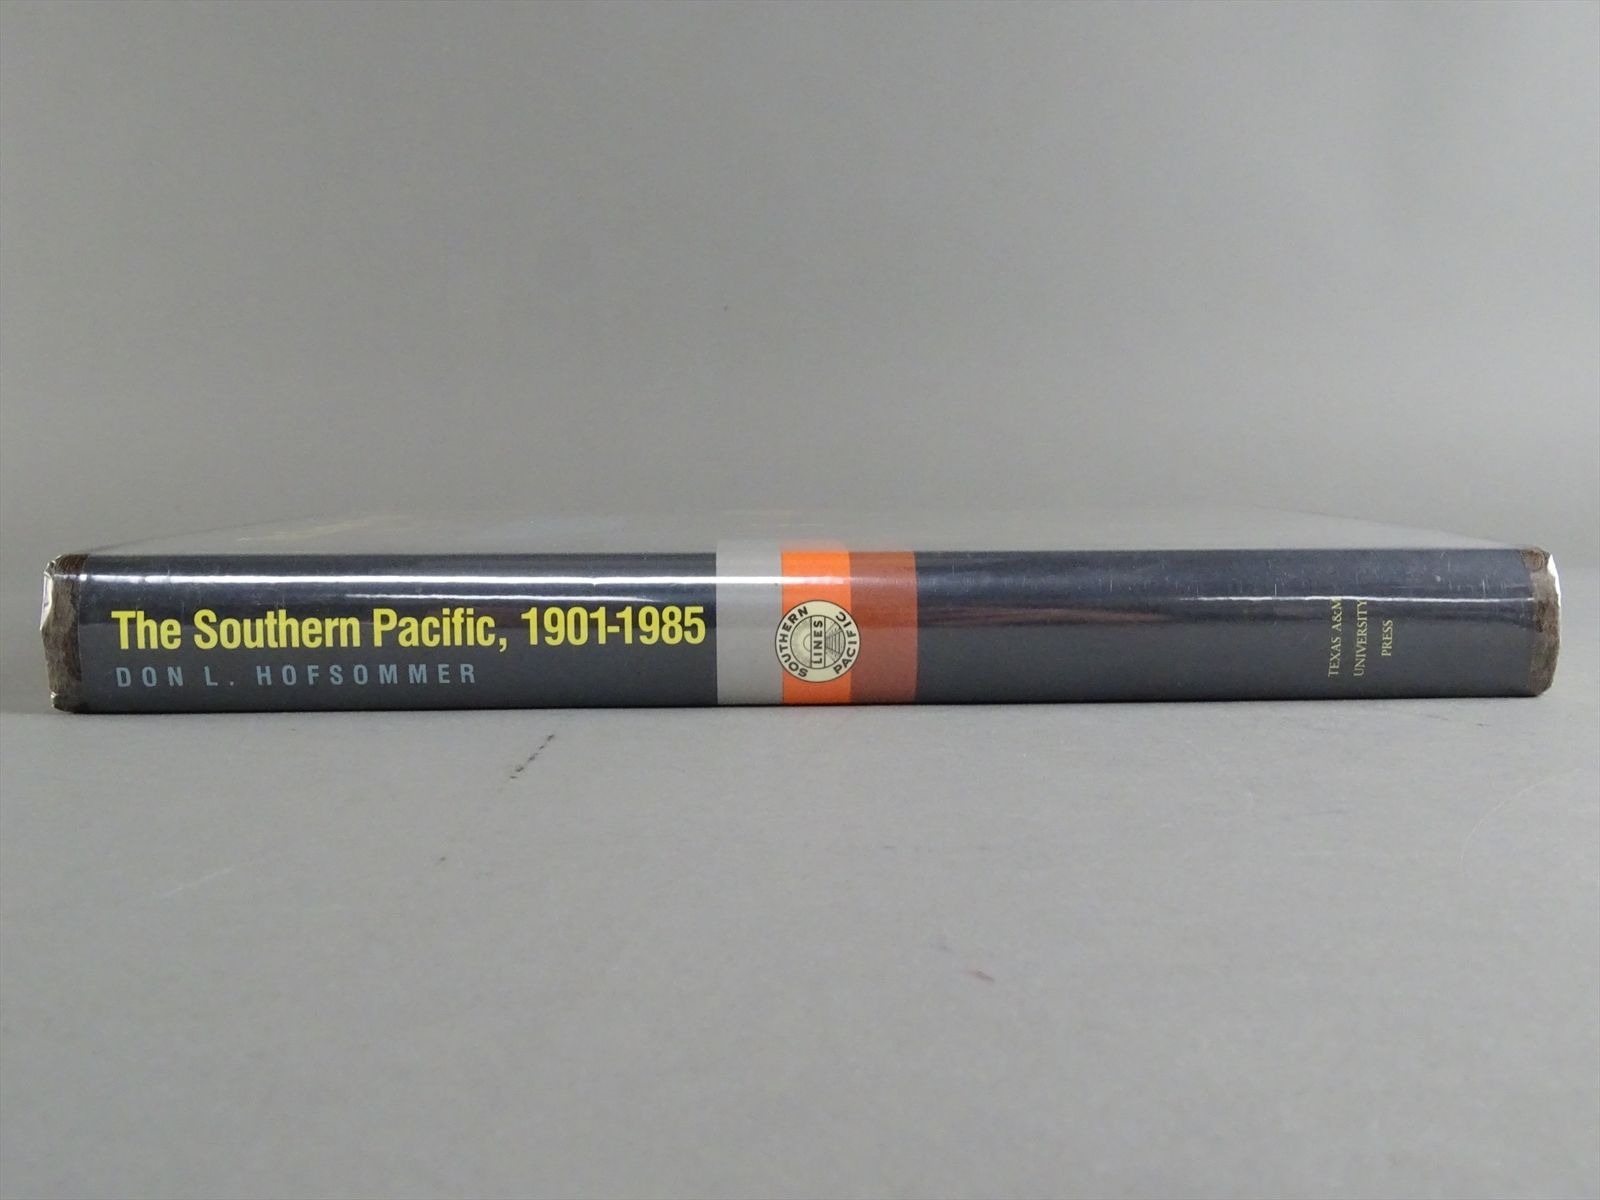 The Southern Pacific, 1901-1985
DON L. HOFSOMMER
SOUTHERN
LINES
PACIFIC
TEXAS A&M
UNIVERSITY
PRESS